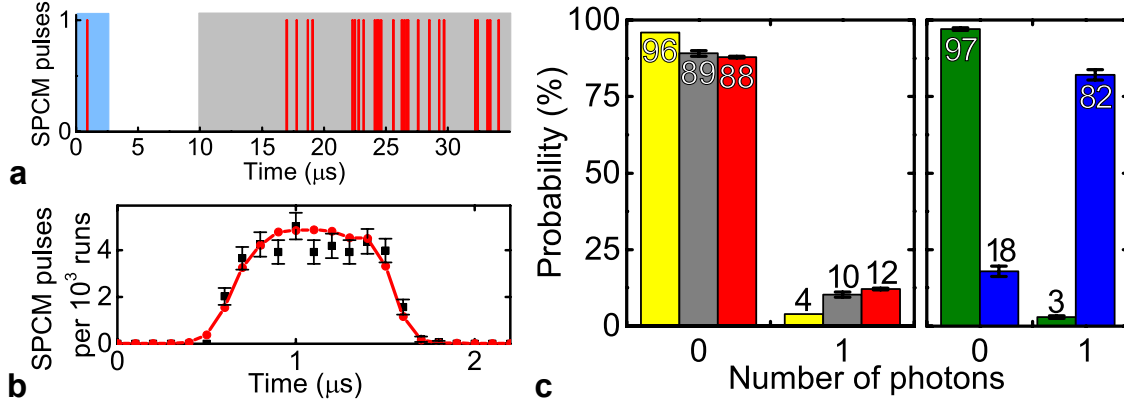 SPCM pulses
1
0
0 5 10 15 20 25 30
Time (μs)
a
SPCM pulses
per 10³ runs
4
2
0
0 1 2
Time (μs)
b
Probability (%)
100
75
50
25
0
96 89 88
4 10 12
97 18
3 82
0 1 0 1
Number of photons
c